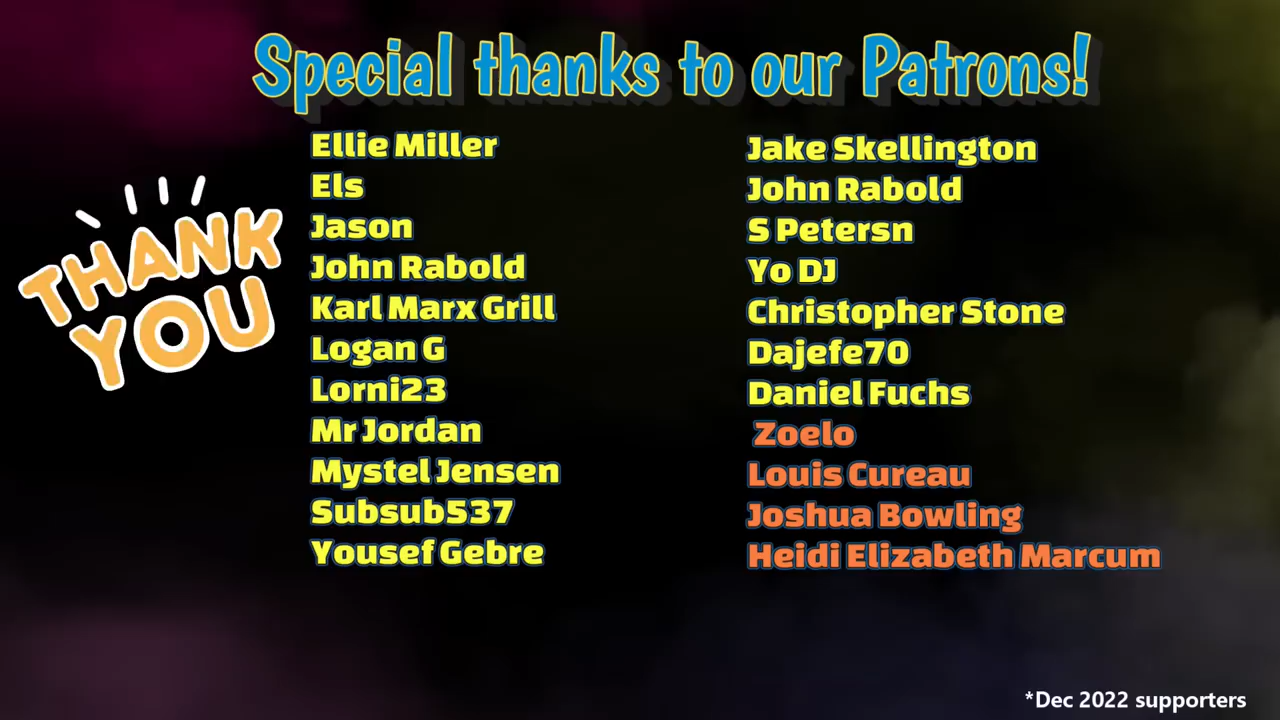 Special thanks to our Patrons!
THANK
YOU
Ellie Miller
Els
Jason
John Rabold
Karl Marx Grill
Logan G
Lorni23
Mr Jordan
Mystel Jensen
Subsub537
Yousef Gebre
Jake Skellington
John Rabold
S Petersn
Yo DJ
Christopher Stone
Dajefe70
Daniel Fuchs
Zoelo
Louis Cureau
Joshua Bowling
Heidi Elizabeth Marcum
*Dec 2022 supporters